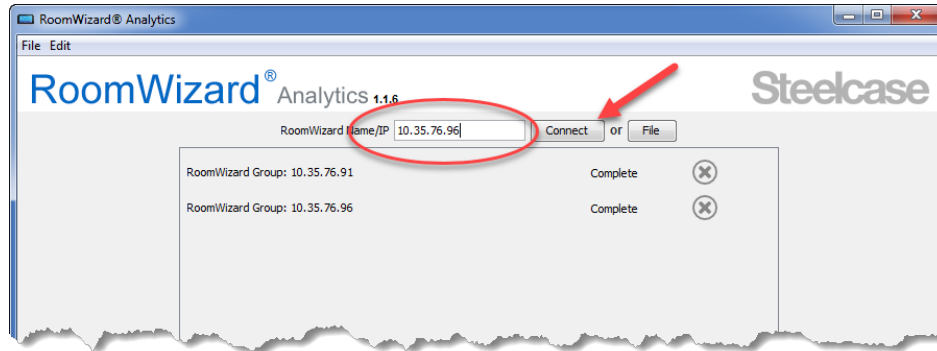 RoomWizard® Analytics
File Edit
RoomWizard® Analytics 1.1.6
Steelcase
RoomWizard Name/IP 10.35.76.96 Connect or File
RoomWizard Group: 10.35.76.91 Complete
RoomWizard Group: 10.35.76.96 Complete